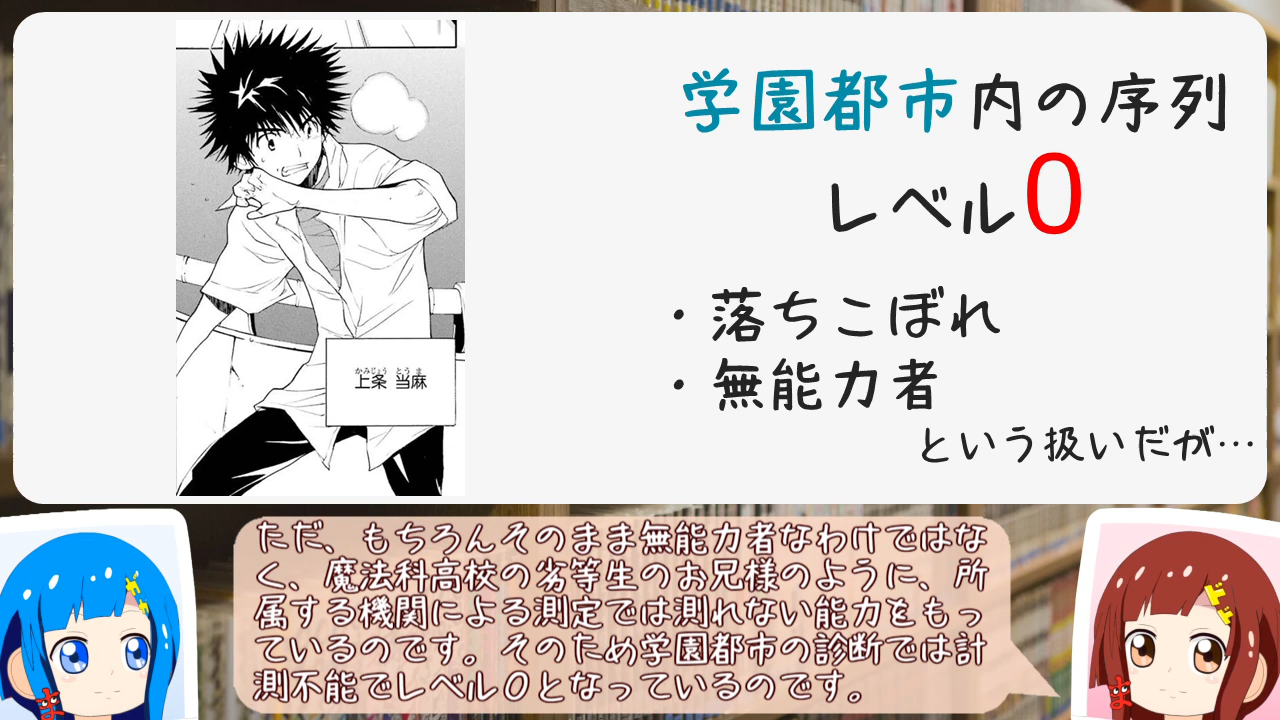 学園都市内の序列
レベル0
・落ちこぼれ
・無能力者
という扱いだが…
かみじょう とうま
上条 当麻
ただ、もちろんそのまま無能力者なわけではな
く、魔法科高校の劣等生のお兄様のように、所
属する機関による測定では測れない能力をもっ
ているのです。そのため学園都市の診断では計
測不能でレベル０となっているのです。
ま
ま